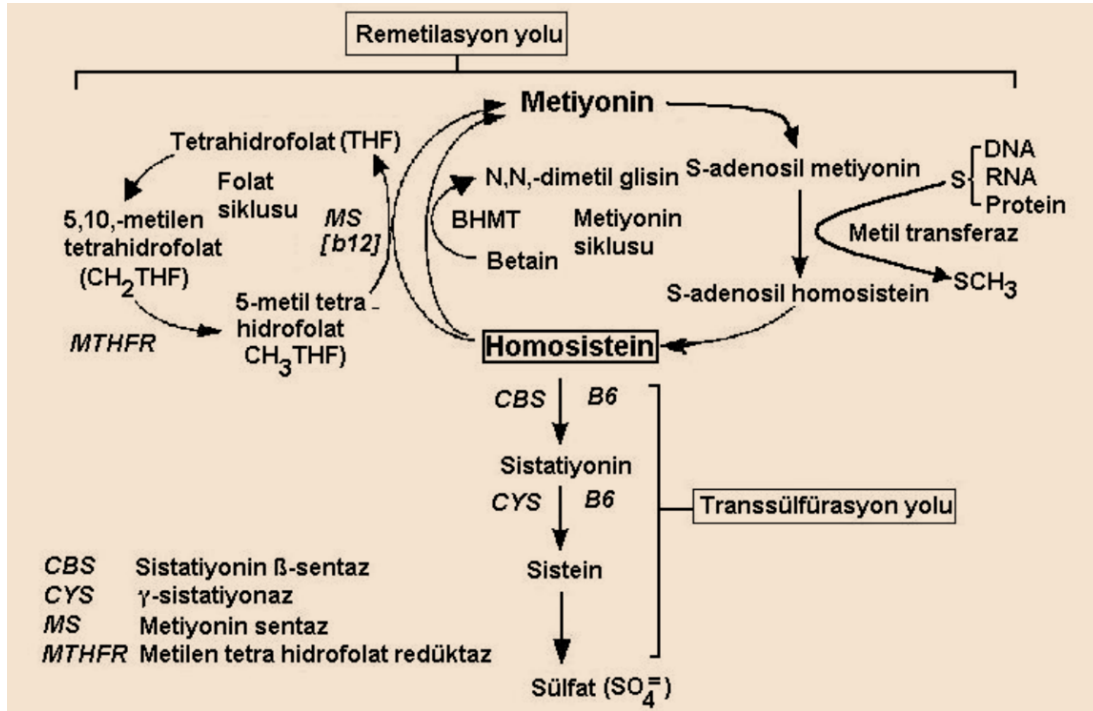 Remetilasyon yolu
Metiyonin
Tetrahidrofolat (THF)
Folat
siklusu
5,10,-metilen
tetrahidrofolat
(CH₂THF)
MTHFR
5-metil tetra
hidrofolat
CH₃THF)
MS
[b12]
N,N,-dimetil glisin
BHMT
Metiyonin
siklusu
Betain
S-adenosil metiyonin
S
DNA
RNA
Protein
Metil transferaz
SCH₃
S-adenosil homosistein
Homosistein
CBS B6
Sistatiyonin
CYS B6
Sistein
Sülfat (SO₄⁼)
Transsülfürasyon yolu
CBS Sistatiyonin ß-sentaz
CYS γ-sistatiyonaz
MS Metiyonin sentaz
MTHFR Metilen tetra hidrofolat redüktaz